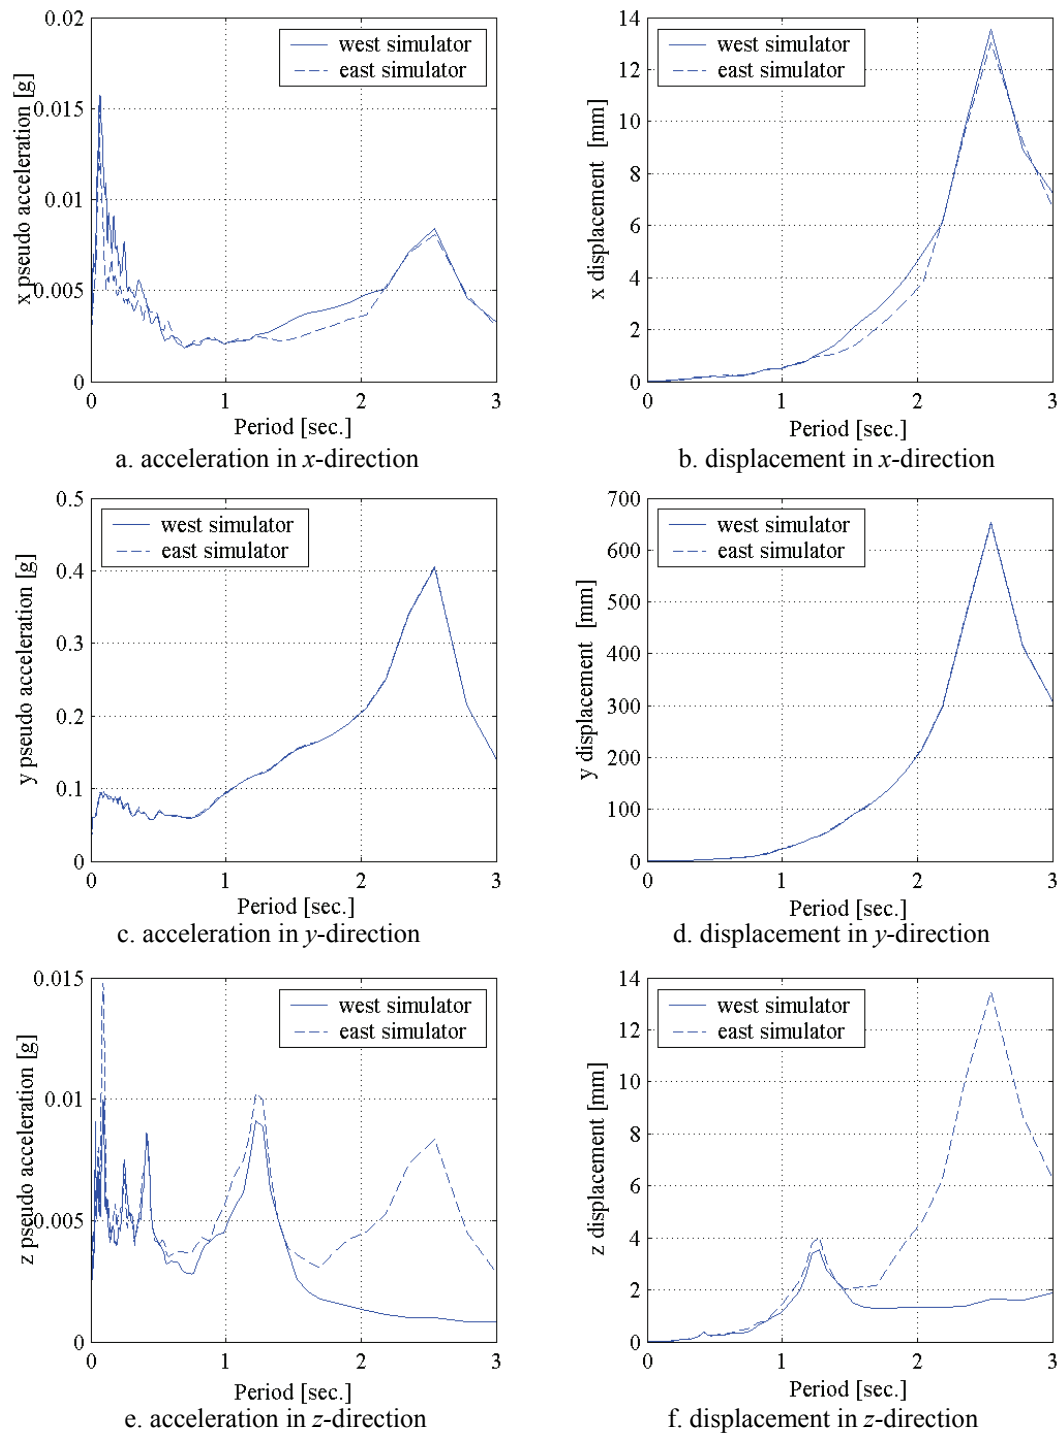 x pseudo acceleration [g]
0.02
0.015
0.01
0.005
0
west simulator
east simulator
0 1 2 3
Period [sec.]
a. acceleration in x-direction
x displacement [mm]
14
12
10
8
6
4
2
0
west simulator
east simulator
0 1 2 3
Period [sec.]
b. displacement in x-direction
y pseudo acceleration [g]
0.5
0.4
0.3
0.2
0.1
0
west simulator
east simulator
0 1 2 3
Period [sec.]
c. acceleration in y-direction
y displacement [mm]
700
600
500
400
300
200
100
0
west simulator
east simulator
0 1 2 3
Period [sec.]
d. displacement in y-direction
z pseudo acceleration [g]
0.015
0.01
0.005
0
west simulator
east simulator
0 1 2 3
Period [sec.]
e. acceleration in z-direction
z displacement [mm]
14
12
10
8
6
4
2
0
west simulator
east simulator
0 1 2 3
Period [sec.]
f. displacement in z-direction